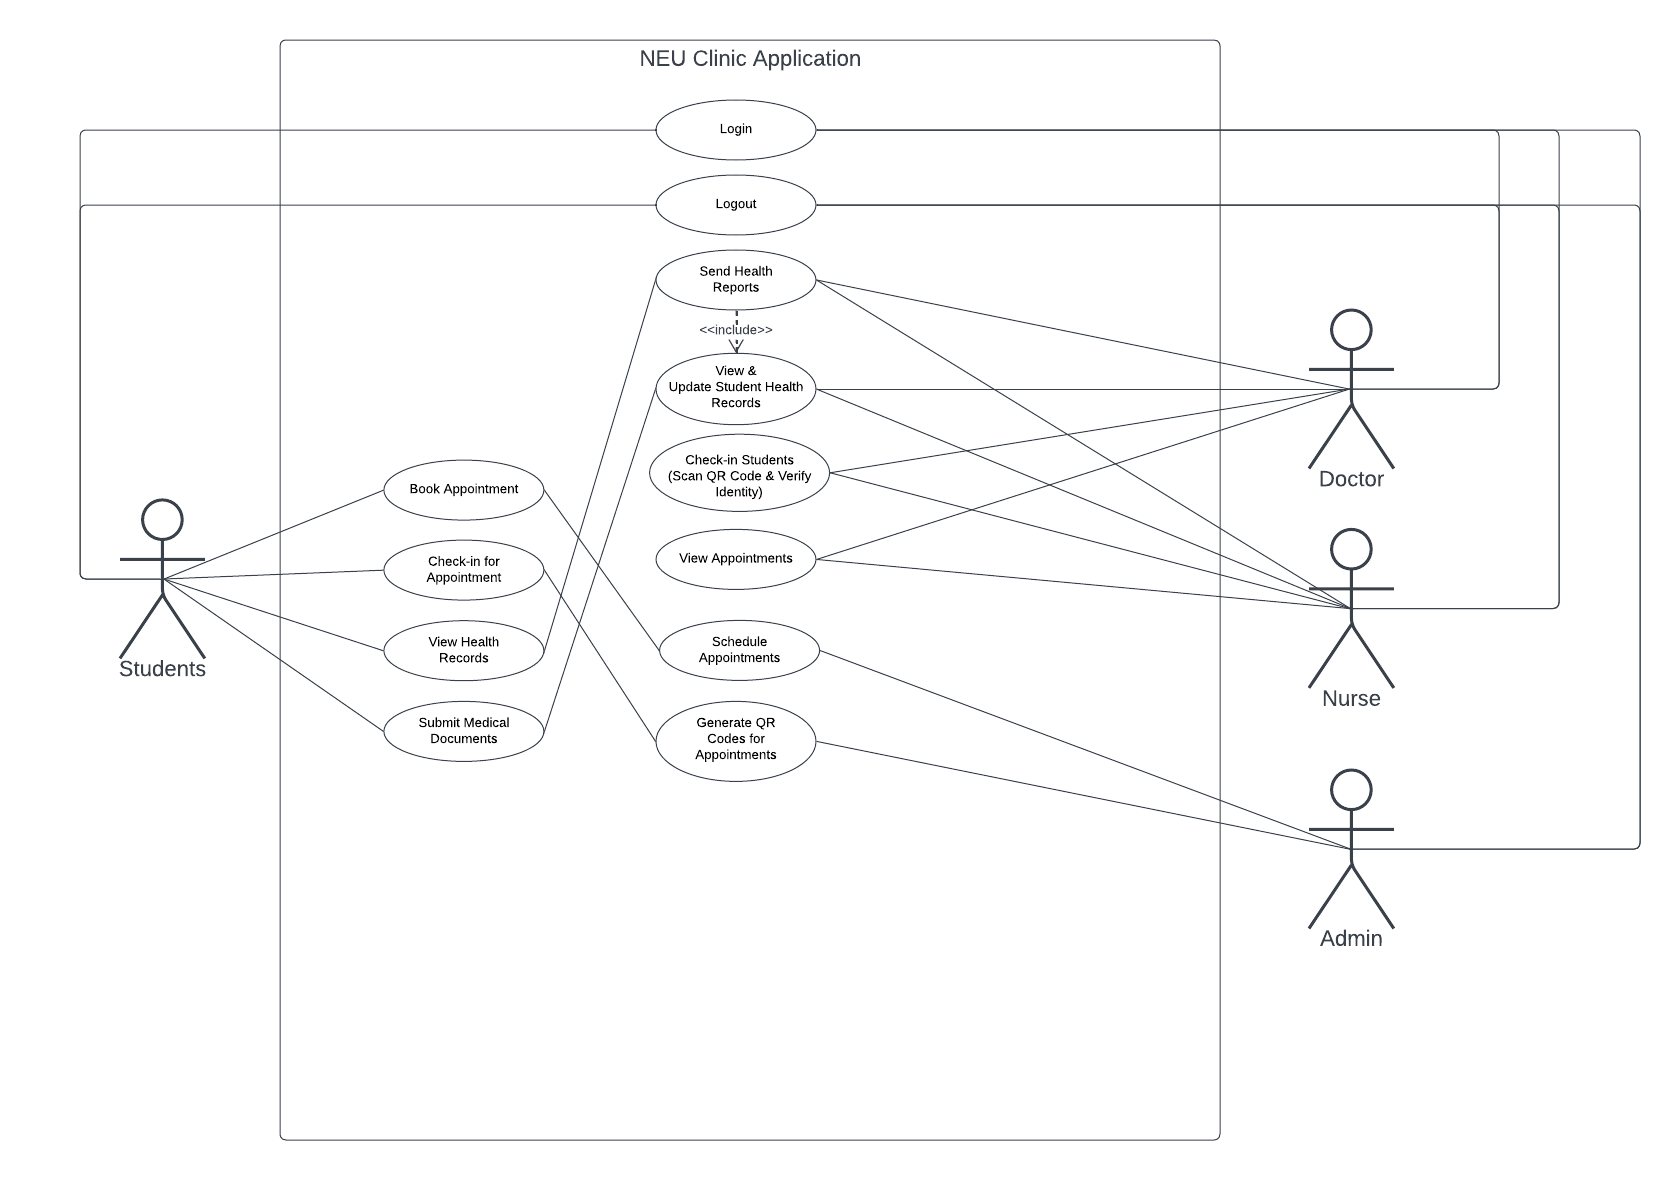 NEU Clinic Application
Login
Logout
Send Health
Reports
<<include>>
View &
Update Student Health
Records
Check-in Students
(Scan QR Code & Verify
Identity)
View Appointments
Schedule
Appointments
Generate QR
Codes for
Appointments
Book Appointment
Check-in for
Appointment
View Health
Records
Submit Medical
Documents
Students
Doctor
Nurse
Admin